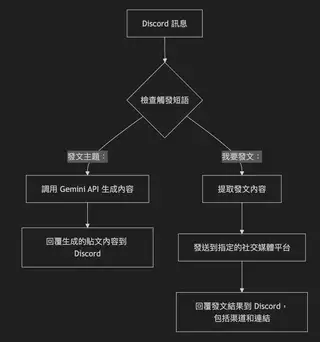 Discord 訊息
檢查觸發短語
發文主題：
我要發文：
調用 Gemini API 生成內容
提取發文內容
回覆生成的貼文內容到
Discord
發送到指定的社交媒體平台
回覆發文結果到 Discord，
包括渠道和連結